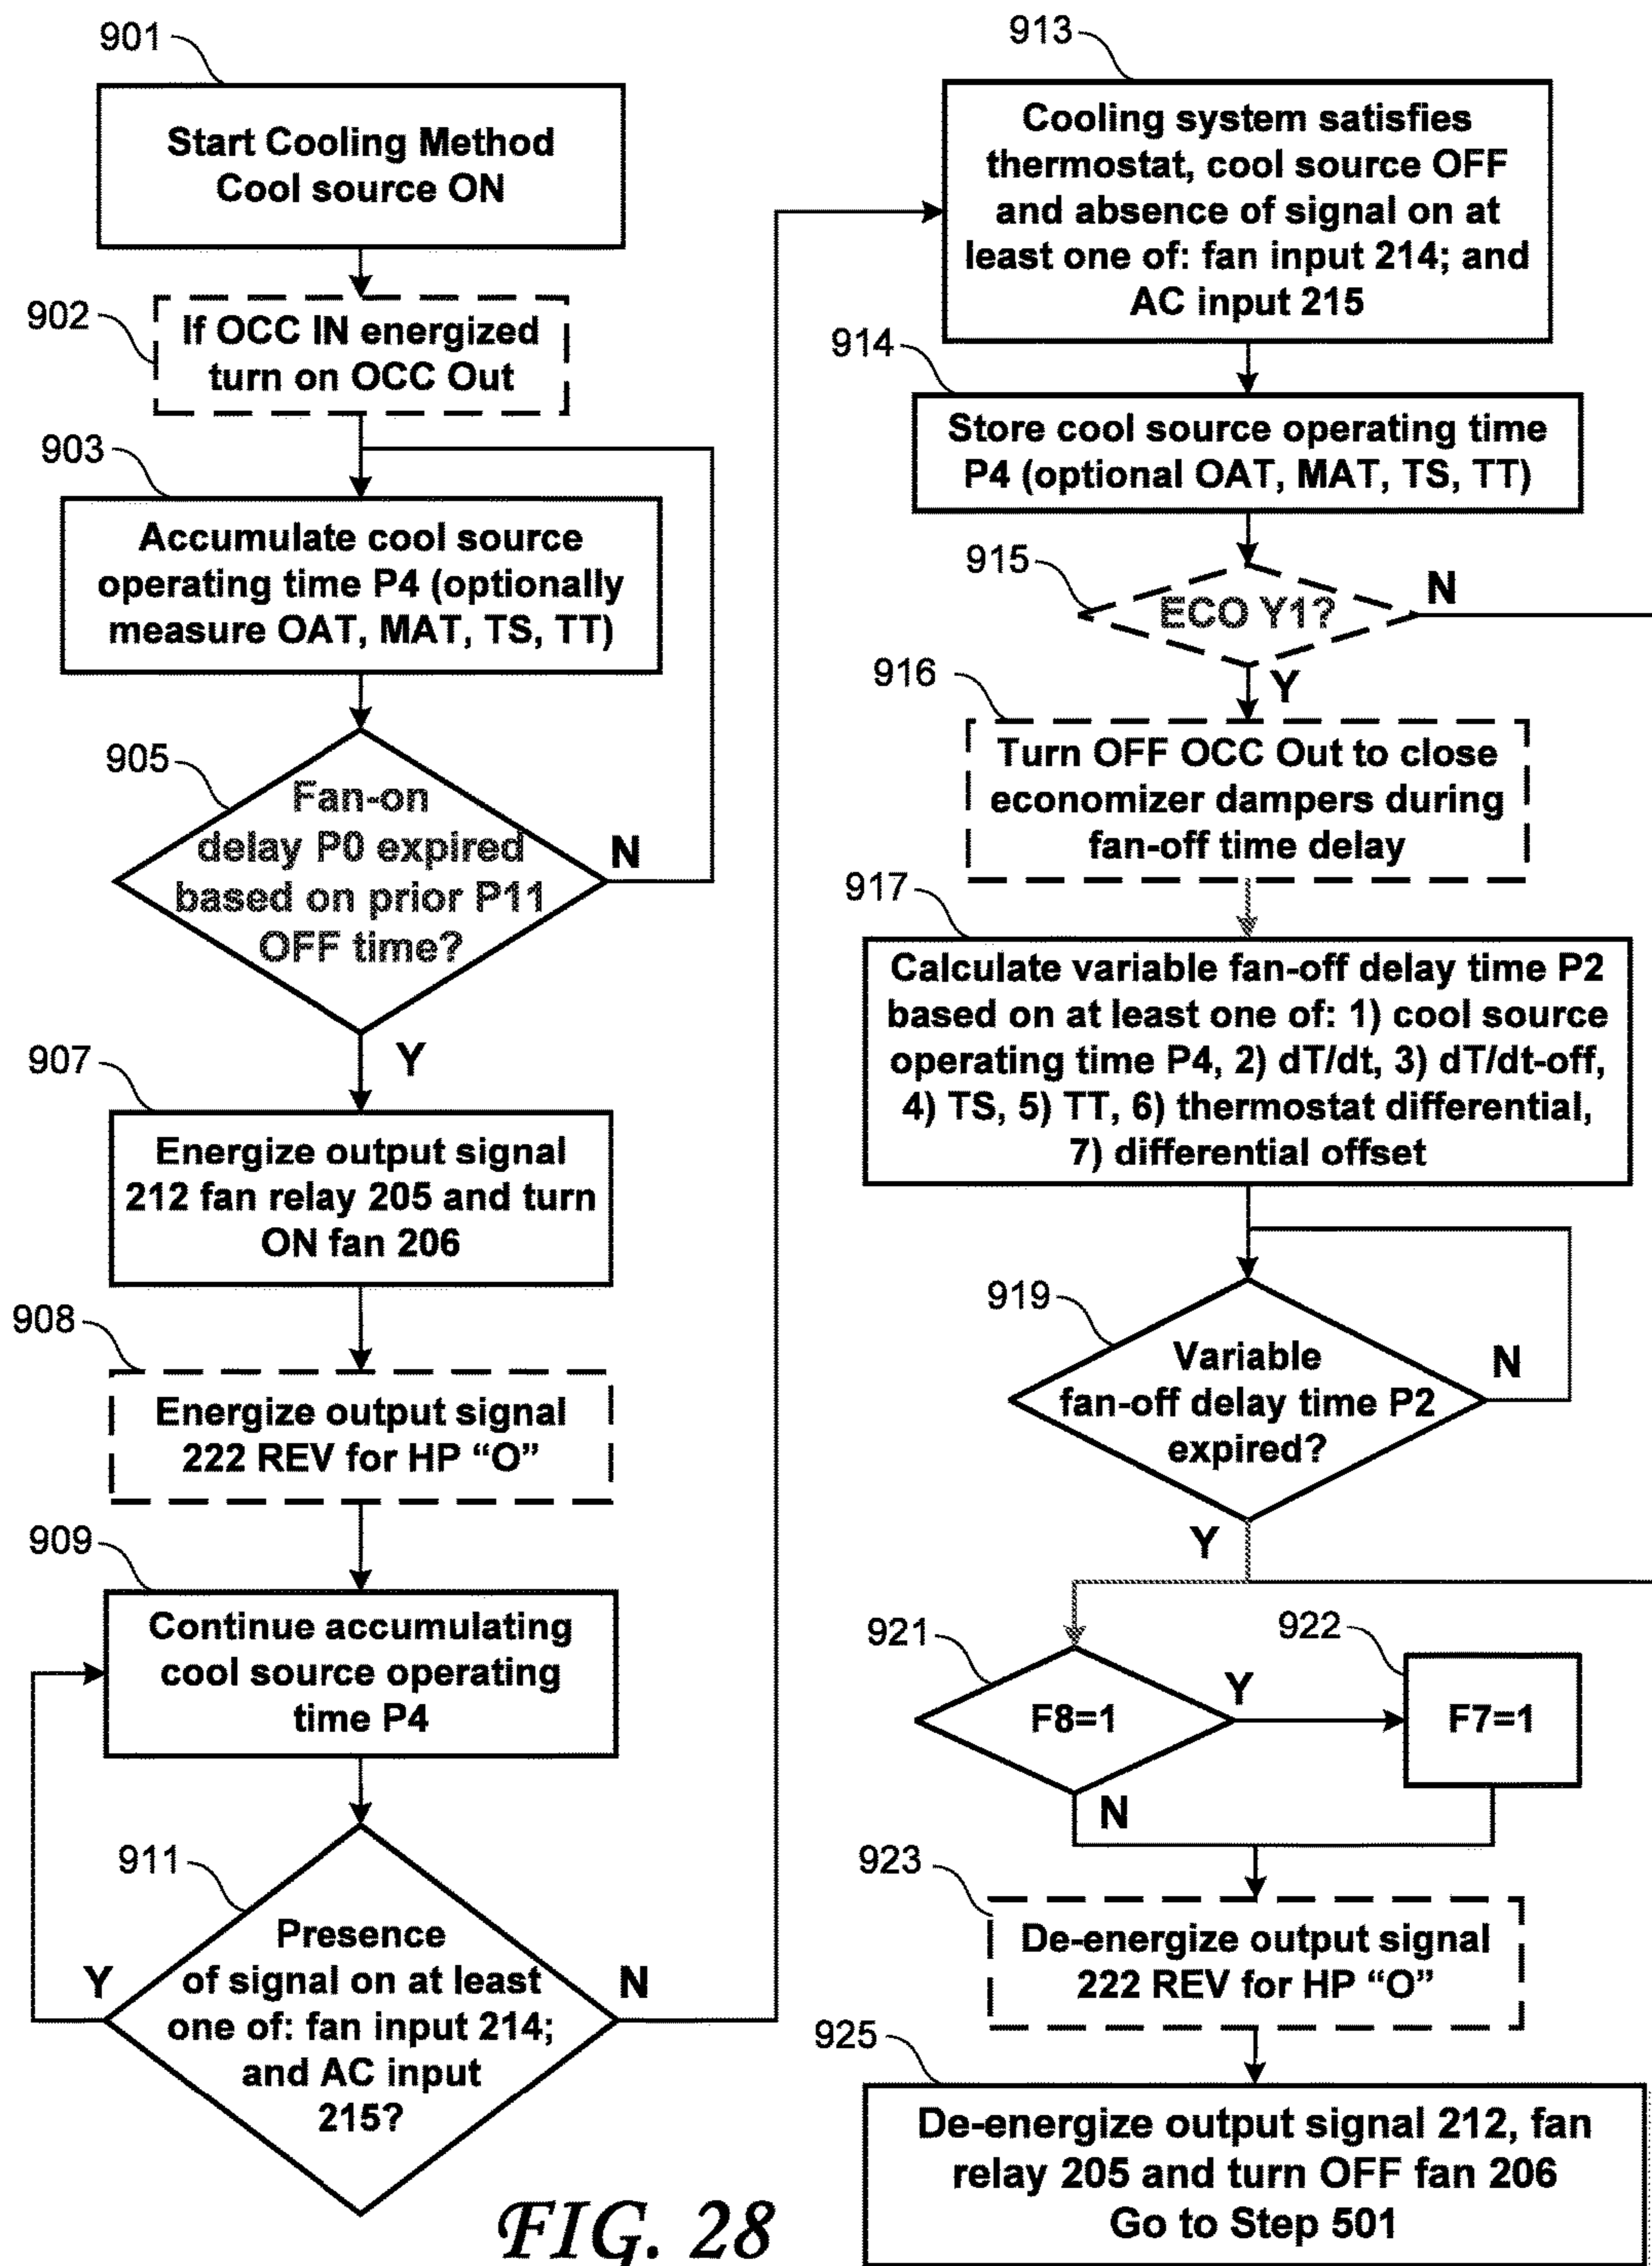 901
Start Cooling Method
Cool source ON
902
If OCC IN energized
turn on OCC Out
903
Accumulate cool source
operating time P4 (optionally
measure OAT, MAT, TS, TT)
905
Fan-on
delay P0 expired
based on prior P11
OFF time?
N
Y
907
Energize output signal
212 fan relay 205 and turn
ON fan 206
908
Energize output signal
222 REV for HP “O”
909
Continue accumulating
cool source operating
time P4
911
Presence
of signal on at least
one of: fan input 214;
and AC input
215?
Y
N
913
Cooling system satisfies
thermostat, cool source OFF
and absence of signal on at
least one of: fan input 214; and
AC input 215
914
Store cool source operating time
P4 (optional OAT, MAT, TS, TT)
915
ECO Y1?
N
Y
916
Turn OFF OCC Out to close
economizer dampers during
fan-off time delay
917
Calculate variable fan-off delay time P2
based on at least one of: 1) cool source
operating time P4, 2) dT/dt, 3) dT/dt-off,
4) TS, 5) TT, 6) thermostat differential,
7) differential offset
919
Variable
fan-off delay time P2
expired?
N
Y
921
F8=1
Y
N
922
F7=1
923
De-energize output signal
222 REV for HP “O”
925
De-energize output signal 212, fan
relay 205 and turn OFF fan 206
Go to Step 501
FIG. 28